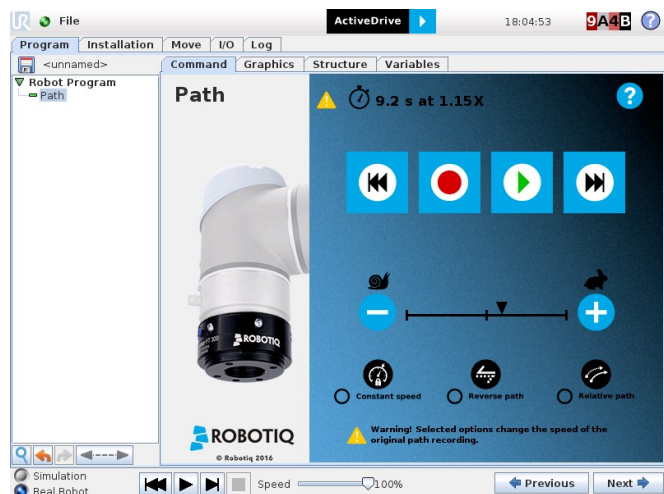 UR File ActiveDrive 18:04:53 9A4B ?
Program Installation Move I/O Log
<unnamed> Command Graphics Structure Variables
Robot Program
Path
Path
9.2 s at 1.15X ?
ROBOTIQ
Constant speed Reverse path Relative path
Warning! Selected options change the speed of the
original path recording.
ROBOTIQ
© Robotiq 2016
Simulation
Real Robot
Speed 100% Previous Next